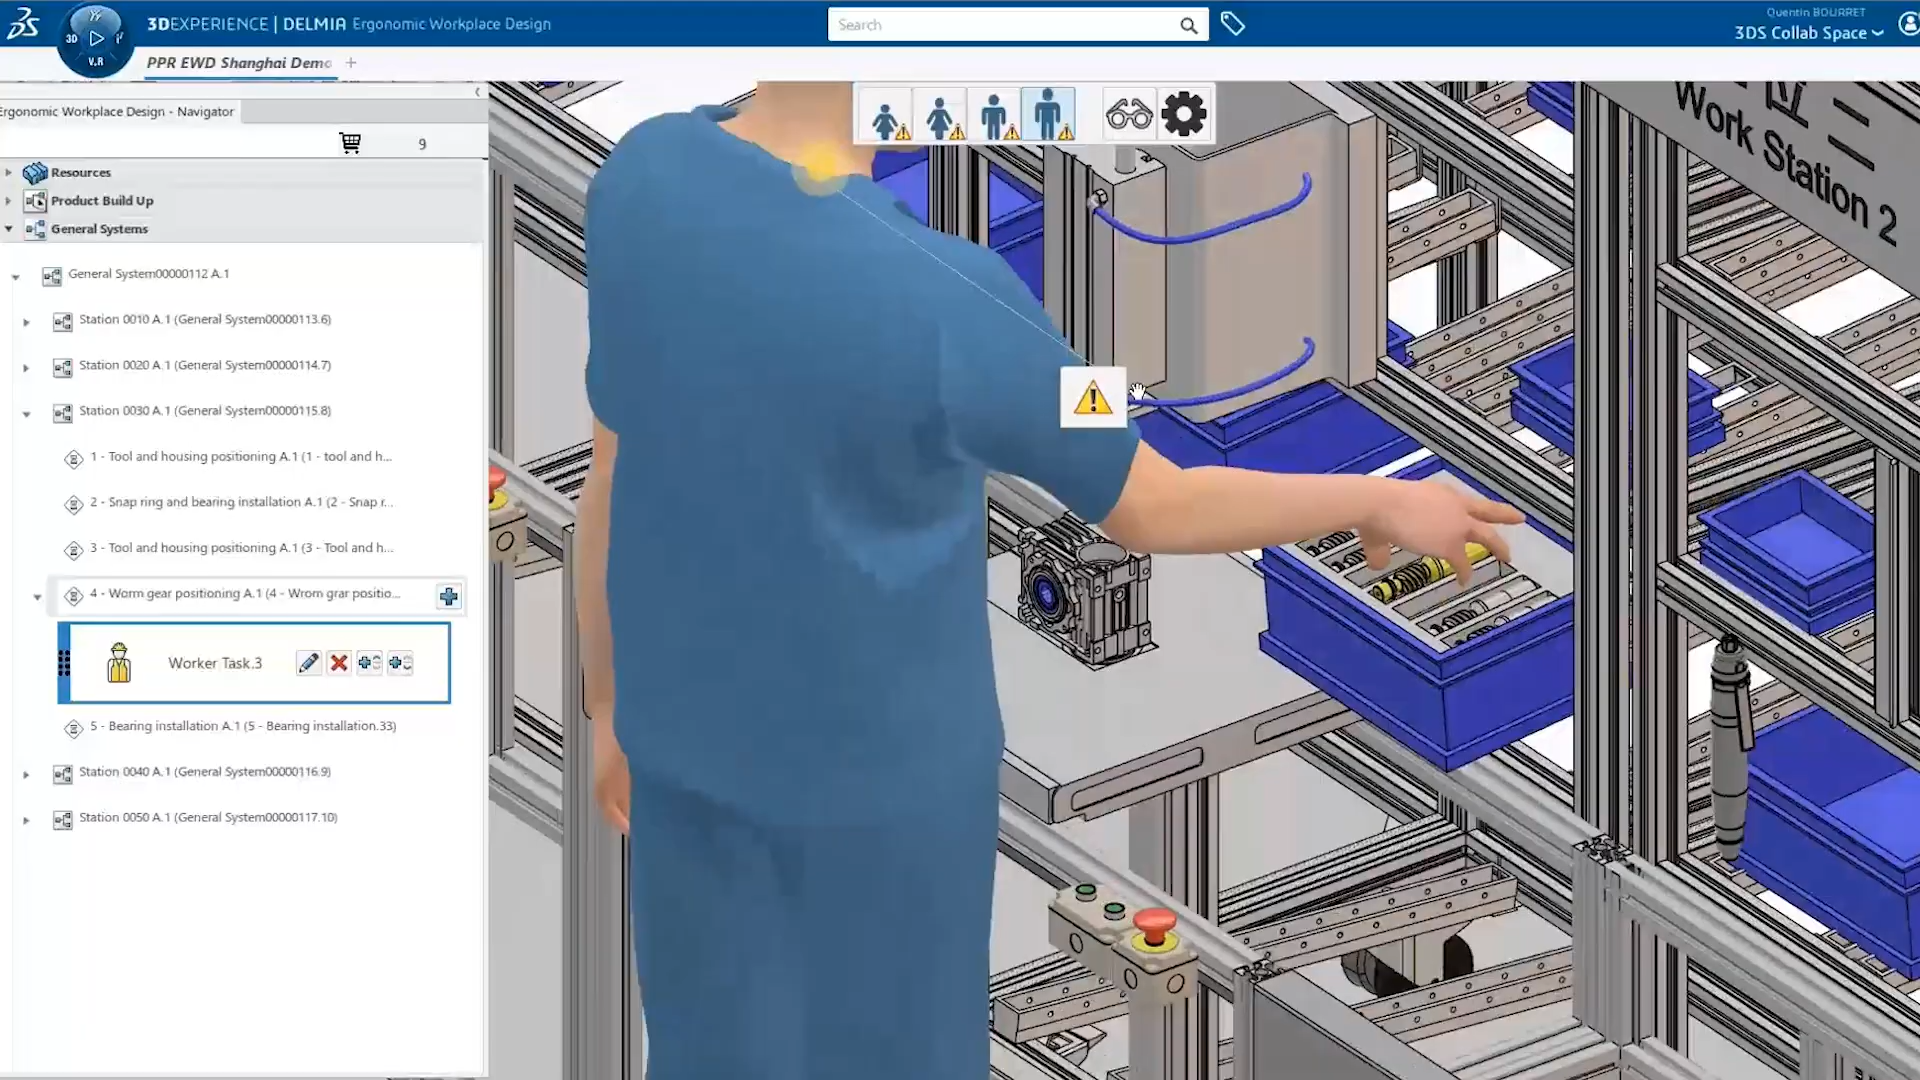 3DEXPERIENCE | DELMIA Ergonomic Workplace Design
Search
Quentin BOURRET
3DS Collab Space
3D
V.R
PPR EWD Shanghai Demo
Ergonomic Workplace Design - Navigator
9
Resources
Product Build Up
General Systems
General System00000112 A.1
Station 0010 A.1 (General System00000113.6)
Station 0020 A.1 (General System00000114.7)
Station 0030 A.1 (General System00000115.8)
1 - Tool and housing positioning A.1 (1 - tool and h...
2 - Snap ring and bearing installation A.1 (2 - Snap r...
3 - Tool and housing positioning A.1 (3 - Tool and h...
4 - Worm gear positioning A.1 (4 - Wrom grar positio...
Worker Task.3
5 - Bearing installation A.1 (5 - Bearing installation.33)
Station 0040 A.1 (General System00000116.9)
Station 0050 A.1 (General System00000117.10)
位二
Work Station 2